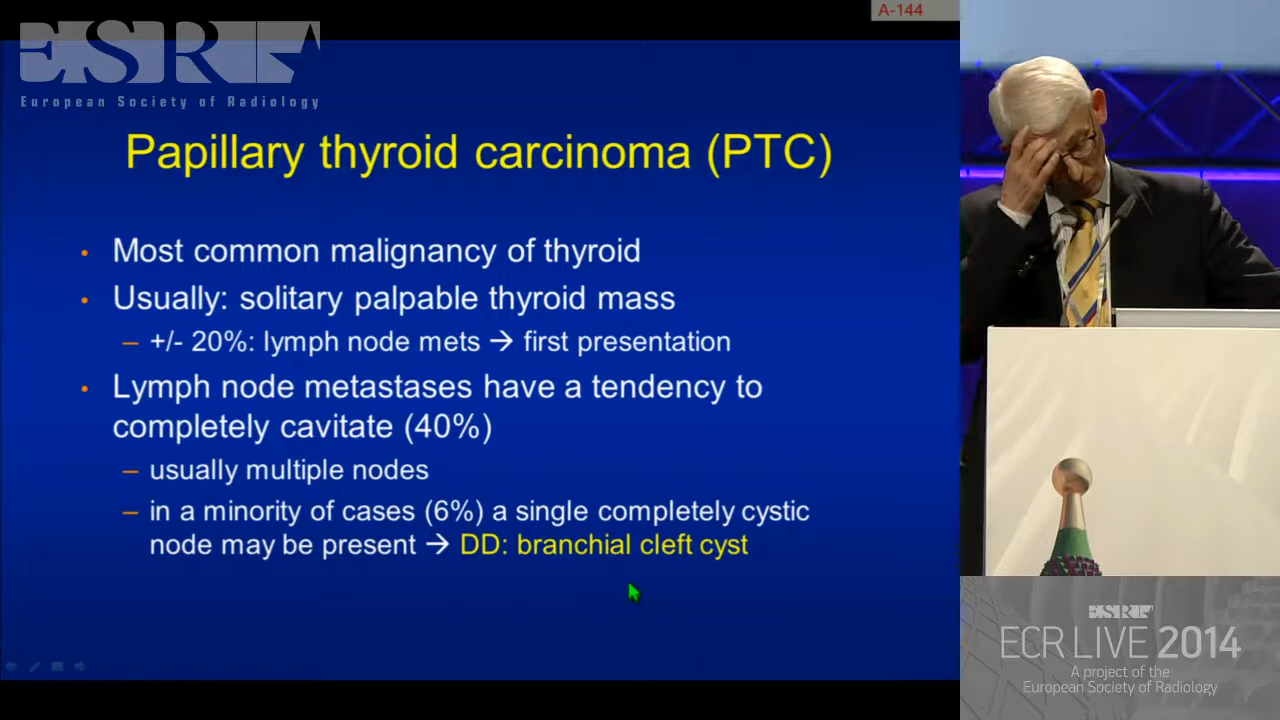 A-144
ESR
European Society of Radiology
Papillary thyroid carcinoma (PTC)
• Most common malignancy of thyroid
• Usually: solitary palpable thyroid mass
– +/- 20%: lymph node mets → first presentation
• Lymph node metastases have a tendency to
completely cavitate (40%)
– usually multiple nodes
– in a minority of cases (6%) a single completely cystic
node may be present → DD: branchial cleft cyst
ESR
ECR LIVE 2014
A project of the
European Society of Radiology